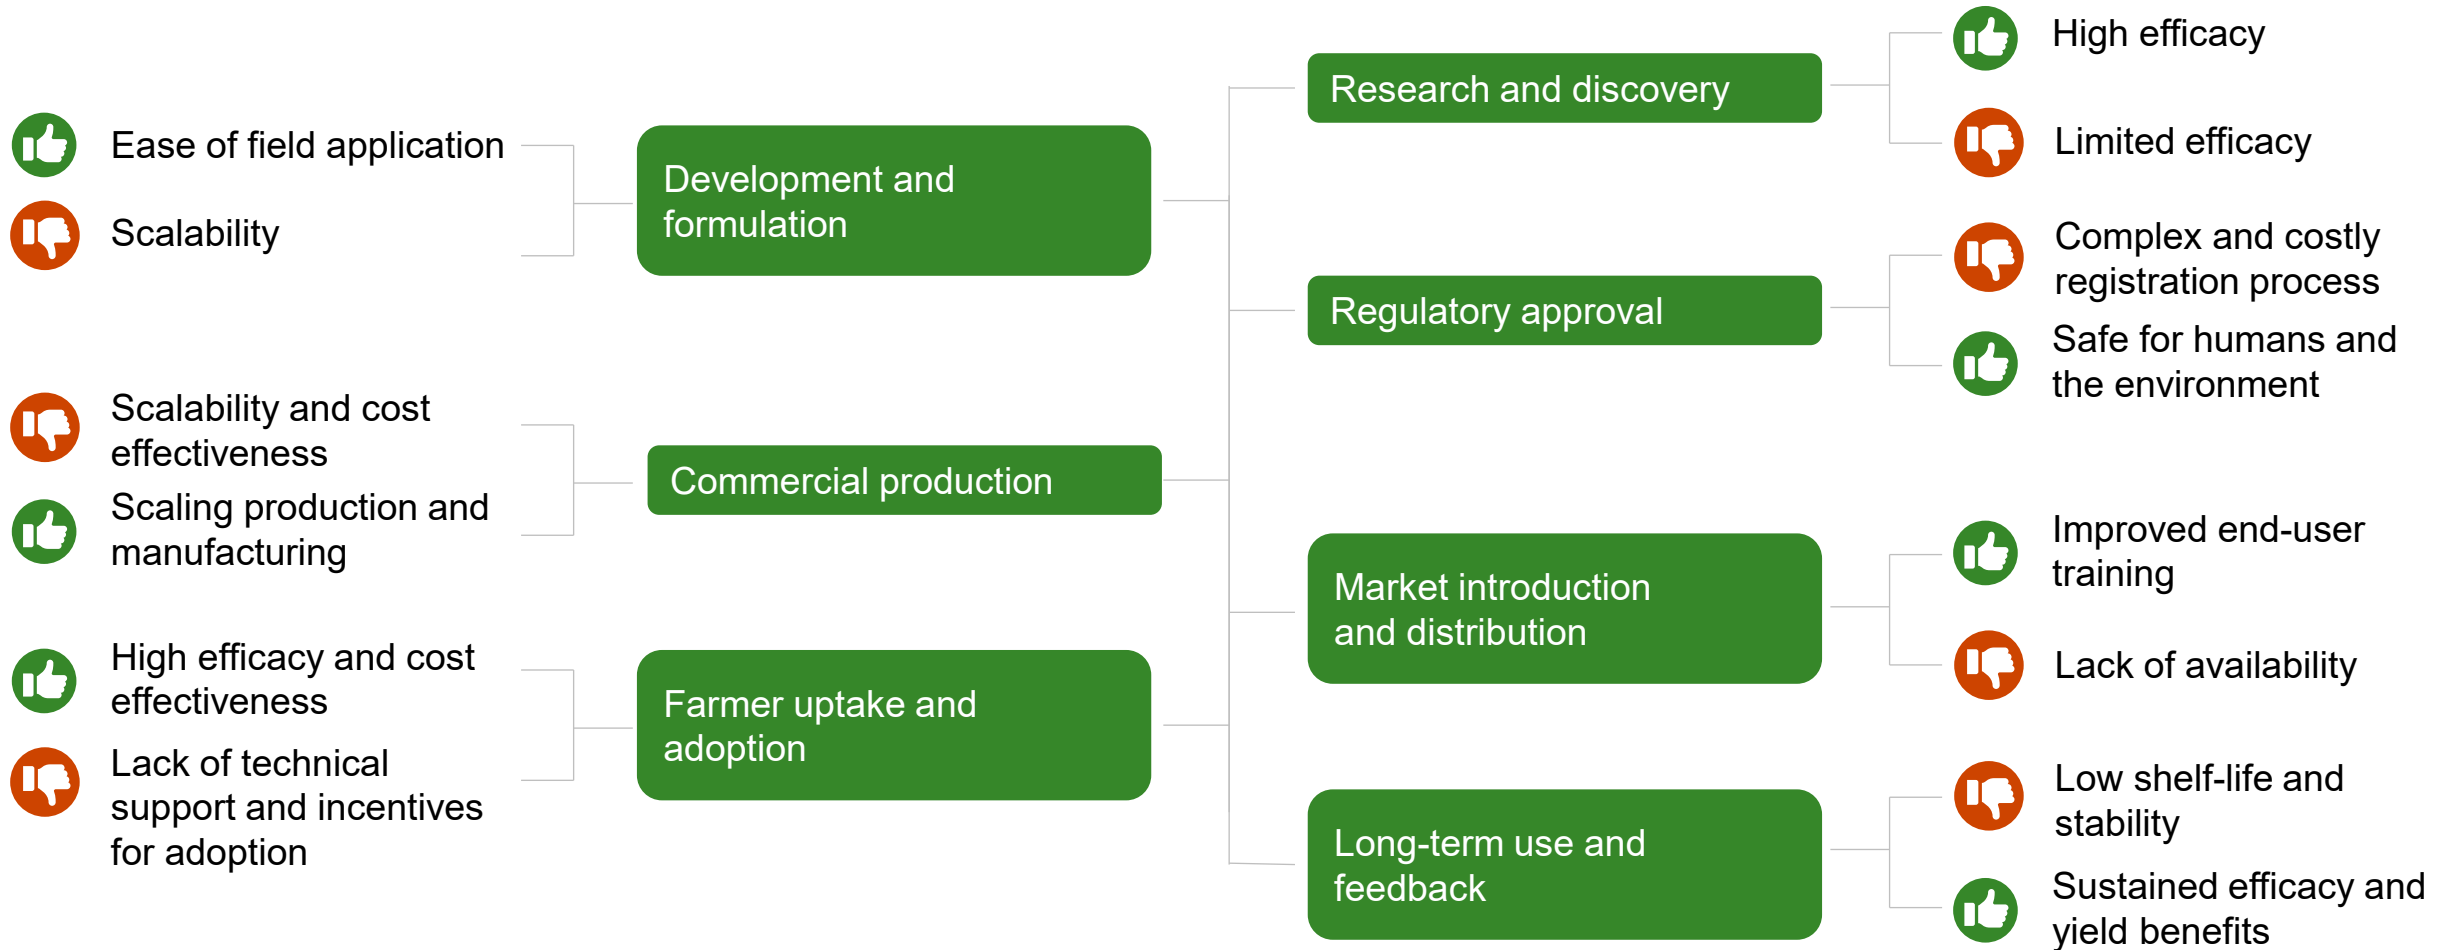 Ease of field application
Scalability
Development and
formulation
Scalability and cost
effectiveness
Scaling production and
manufacturing
Commercial production
High efficacy and cost
effectiveness
Lack of technical
support and incentives
for adoption
Farmer uptake and
adoption
Research and discovery
High efficacy
Limited efficacy
Regulatory approval
Complex and costly
registration process
Safe for humans and
the environment
Market introduction
and distribution
Improved end-user
training
Lack of availability
Long-term use and
feedback
Low shelf-life and
stability
Sustained efficacy and
yield benefits